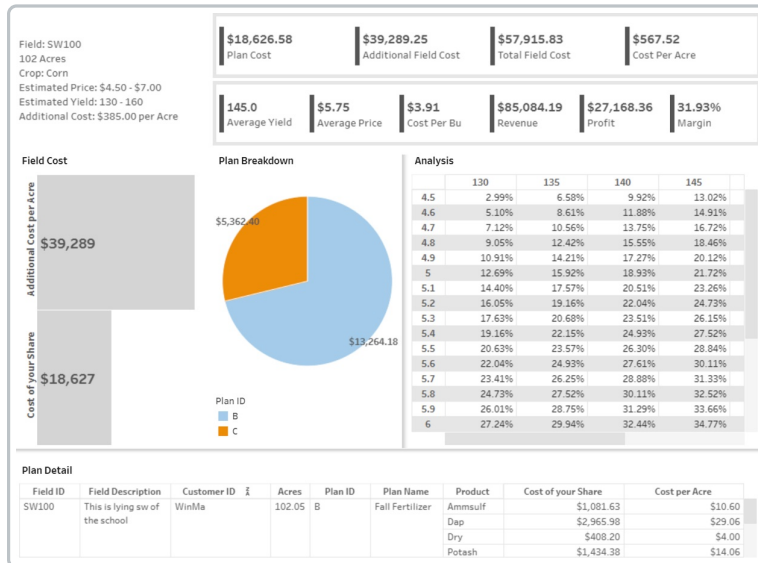 Field: SW100
102 Acres
Crop: Corn
Estimated Price: $4.50 - $7.00
Estimated Yield: 130 - 160
Additional Cost: $385.00 per Acre
$18,626.58 $39,289.25 $57,915.83 $567.52
Plan Cost Additional Field Cost Total Field Cost Cost Per Acre
145.0 $5.75 $3.91 $85,084.19 $27,168.36 31.93%
Average Yield Average Price Cost Per Bu Revenue Profit Margin
Field Cost
Additional Cost per Acre
$39,289
Cost of your Share
$18,627
Plan Breakdown
$5,362.40
$13,264.18
Plan ID
B
C
Analysis
130 135 140 145
4.5 2.99% 6.58% 9.92% 13.02%
4.6 5.10% 8.61% 11.88% 14.91%
4.7 7.12% 10.56% 13.75% 16.72%
4.8 9.05% 12.42% 15.55% 18.46%
4.9 10.91% 14.21% 17.27% 20.12%
5 12.69% 15.92% 18.93% 21.72%
5.1 14.40% 17.57% 20.51% 23.26%
5.2 16.05% 19.16% 22.04% 24.73%
5.3 17.63% 20.68% 23.51% 26.15%
5.4 19.16% 22.15% 24.93% 27.52%
5.5 20.63% 23.57% 26.30% 28.84%
5.6 22.04% 24.93% 27.61% 30.11%
5.7 23.41% 26.25% 28.88% 31.33%
5.8 24.73% 27.52% 30.11% 32.52%
5.9 26.01% 28.75% 31.29% 33.66%
6 27.24% 29.94% 32.44% 34.77%
Plan Detail
Field ID Field Description Customer ID Acres Plan ID Plan Name Product Cost of your Share Cost per Acre
SW100 This is lying sw of WinMa 102.05 B Fall Fertilizer Ammsulf $1,081.63 $10.60
the school Dap $2,965.98 $29.06
Dry $408.20 $4.00
Potash $1,434.38 $14.06